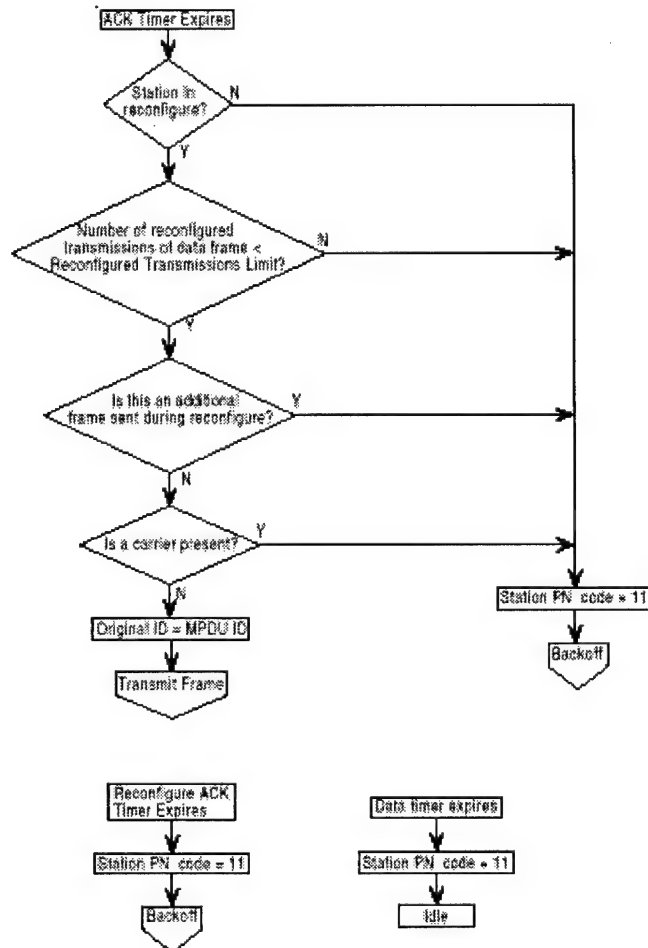 ACK Timer Expires
Station in
reconfigure?
N
Y
Number of reconfigured
transmissions of data frame <
Reconfigured Transmissions Limit?
N
Y
Is this an additional
frame sent during reconfigure?
Y
N
Is a carrier present?
Y
N
Original ID = MPDU ID
Transmit Frame
Station PN code = 11
Backoff
Reconfigure ACK
Timer Expires
Station PN code = 11
Backoff
Data timer expires
Station PN code = 11
Idle